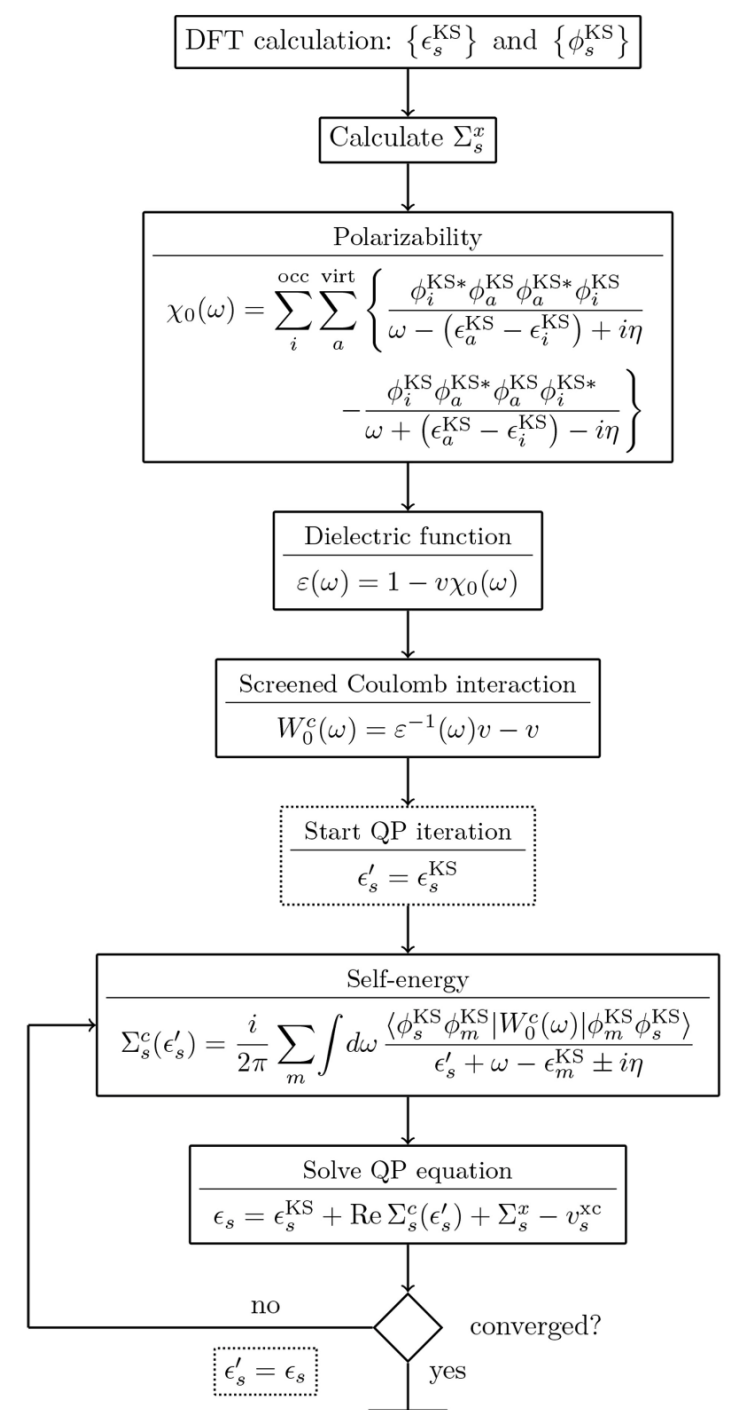 DFT calculation: {ϵ_s^KS} and {ϕ_s^KS}
Calculate Σ_s^x
Polarizability
χ_0(ω) = ∑_i^occ ∑_a^virt { ϕ_i^KS* ϕ_a^KS ϕ_a^KS* ϕ_i^KS / ω − (ϵ_a^KS − ϵ_i^KS) + iη
− ϕ_i^KS ϕ_a^KS* ϕ_a^KS ϕ_i^KS* / ω + (ϵ_a^KS − ϵ_i^KS) − iη }
Dielectric function
ε(ω) = 1 − vχ_0(ω)
Screened Coulomb interaction
W_0^c(ω) = ε^−1(ω)v − v
Start QP iteration
ϵ′_s = ϵ_s^KS
Self-energy
Σ_s^c(ϵ′_s) = i/2π ∑_m ∫ dω ⟨ϕ_s^KS ϕ_m^KS|W_0^c(ω)|ϕ_m^KS ϕ_s^KS⟩ / ϵ′_s + ω − ϵ_m^KS ± iη
Solve QP equation
ϵ_s = ϵ_s^KS + Re Σ_s^c(ϵ′_s) + Σ_s^x − v_s^xc
no
converged?
ϵ′_s = ϵ_s
yes